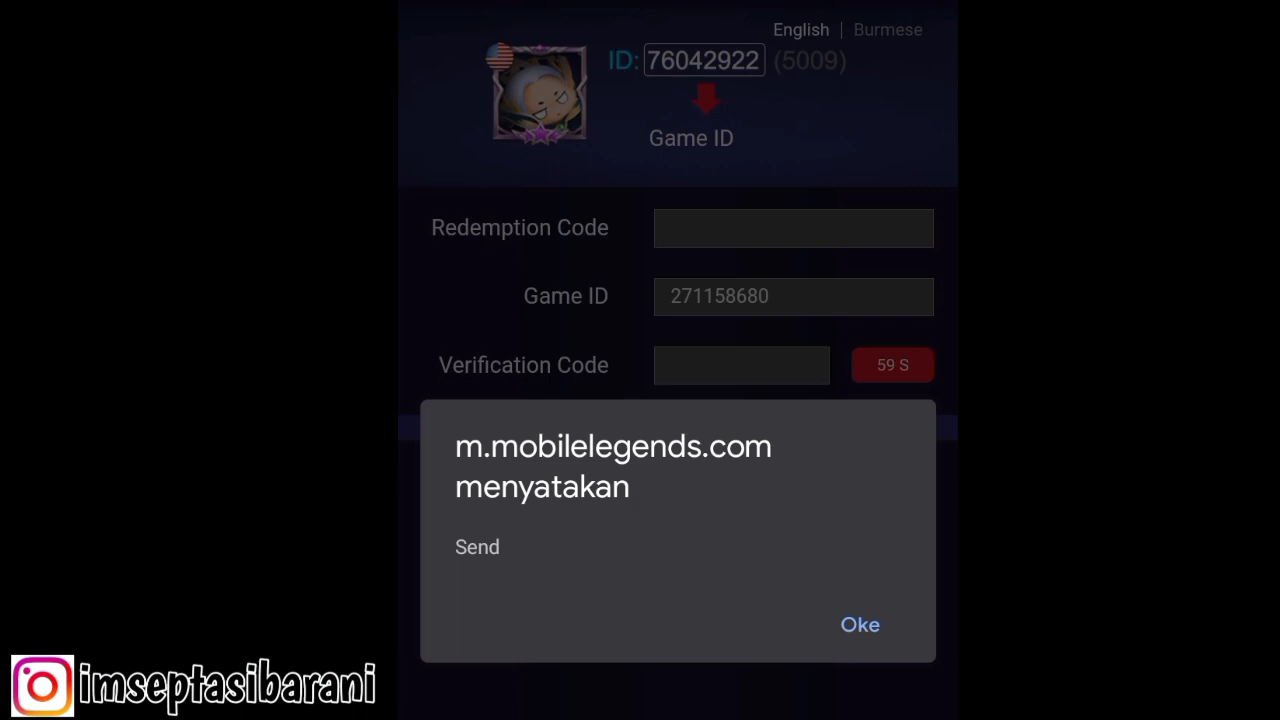 English | Burmese
ID: 76042922 (5009)
Game ID
Redemption Code
Game ID 271158680
Verification Code 59 S
m.mobilelegends.com
menyatakan
Send
Oke
imseptasibarani